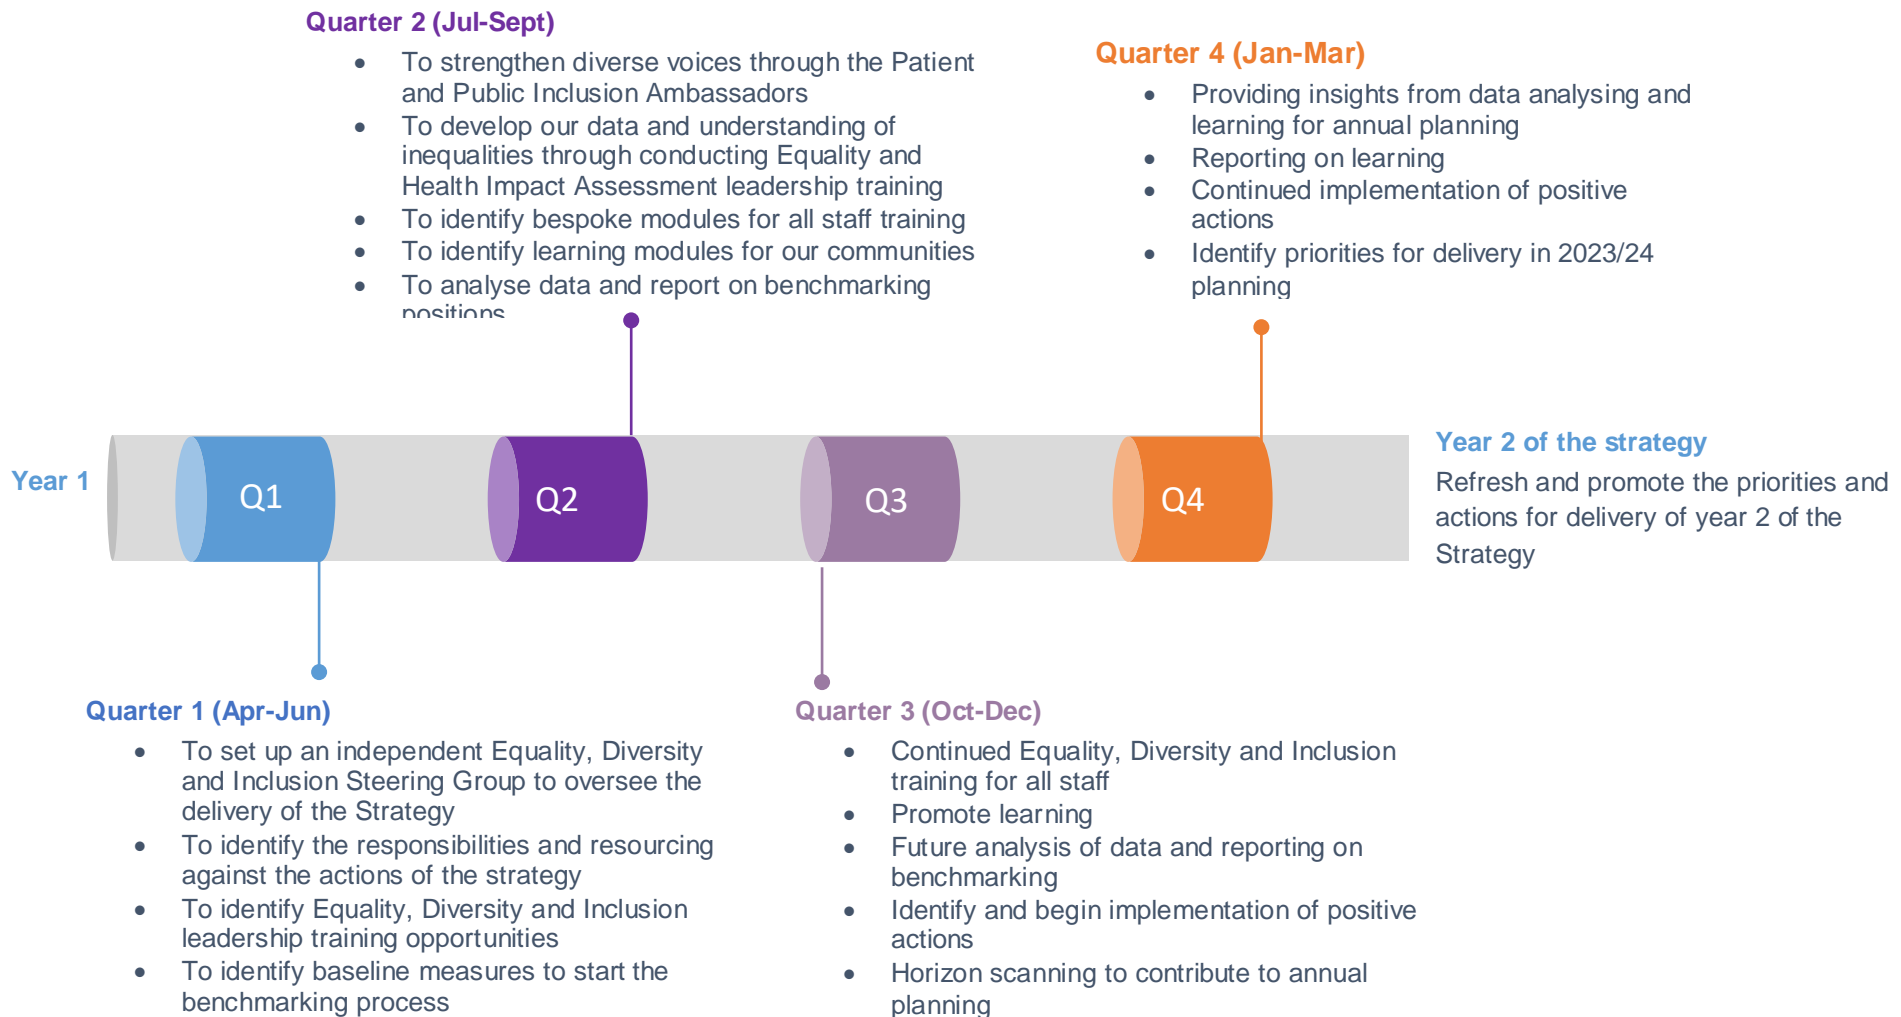 Quarter 2 (Jul-Sept)
• To strengthen diverse voices through the Patient
and Public Inclusion Ambassadors
• To develop our data and understanding of
inequalities through conducting Equality and
Health Impact Assessment leadership training
• To identify bespoke modules for all staff training
• To identify learning modules for our communities
• To analyse data and report on benchmarking
positions
Quarter 4 (Jan-Mar)
• Providing insights from data analysing and
learning for annual planning
• Reporting on learning
• Continued implementation of positive
actions
• Identify priorities for delivery in 2023/24
planning
Year 1
Q1
Q2
Q3
Q4
Year 2 of the strategy
Refresh and promote the priorities and
actions for delivery of year 2 of the
Strategy
Quarter 1 (Apr-Jun)
• To set up an independent Equality, Diversity
and Inclusion Steering Group to oversee the
delivery of the Strategy
• To identify the responsibilities and resourcing
against the actions of the strategy
• To identify Equality, Diversity and Inclusion
leadership training opportunities
• To identify baseline measures to start the
benchmarking process
Quarter 3 (Oct-Dec)
• Continued Equality, Diversity and Inclusion
training for all staff
• Promote learning
• Future analysis of data and reporting on
benchmarking
• Identify and begin implementation of positive
actions
• Horizon scanning to contribute to annual
planning